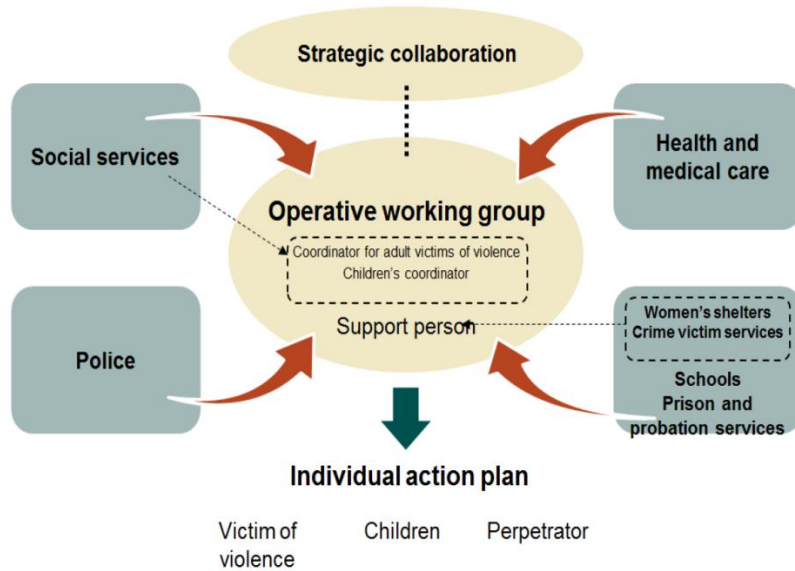 Strategic collaboration
Social services
Health and
medical care
Operative working group
Coordinator for adult victims of violence
Children's coordinator
Support person
Women's shelters
Crime victim services
Police
Schools
Prison and
probation services
Individual action plan
Victim of
violence
Children
Perpetrator